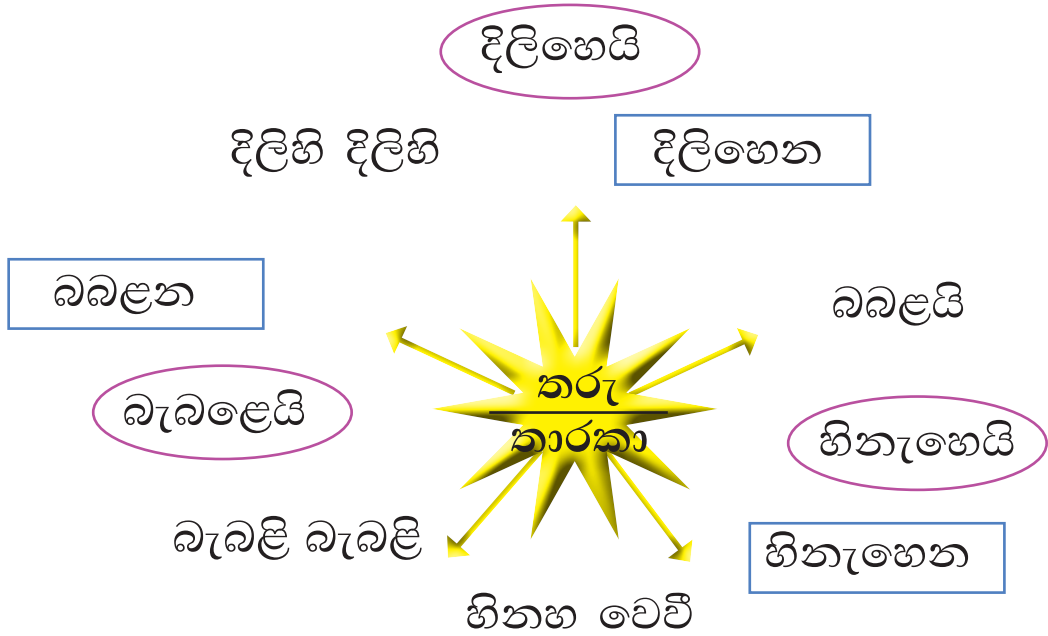 දිලිහෙයි
දිලිහි දිලිහි
දිලිහෙන
බබළන
බබළයි
තරු
තාරකා
බැබළෙයි
හිනැහෙයි
බැබළි බැබළි
හිනැහෙන
හිනහ වෙවී